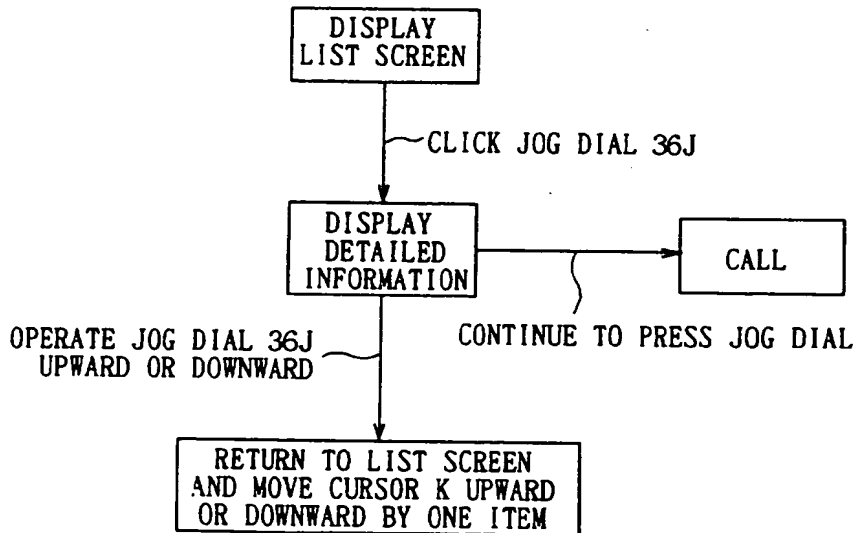 DISPLAY
LIST SCREEN
CLICK JOG DIAL 36J
DISPLAY
DETAILED
INFORMATION
CALL
OPERATE JOG DIAL 36J
UPWARD OR DOWNWARD
CONTINUE TO PRESS JOG DIAL
RETURN TO LIST SCREEN
AND MOVE CURSOR K UPWARD
OR DOWNWARD BY ONE ITEM